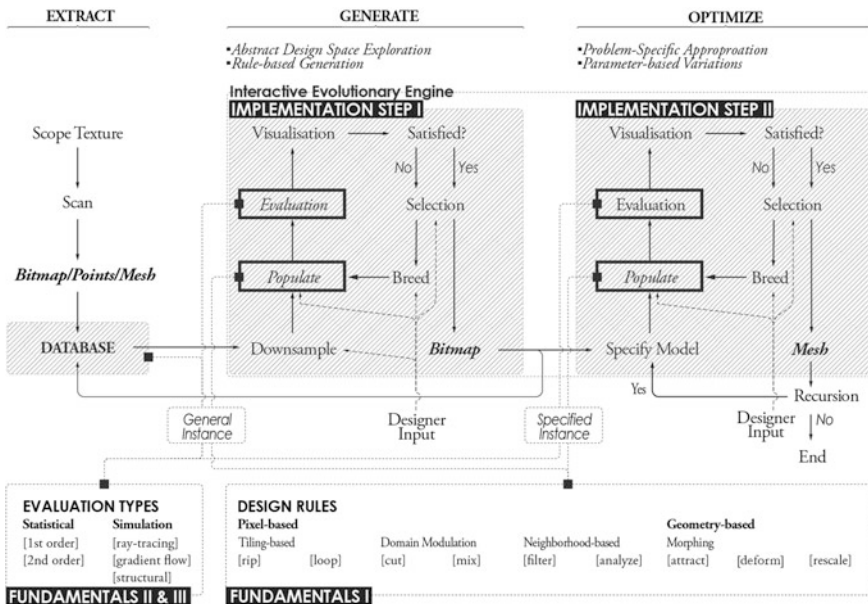 EXTRACT
GENERATE
OPTIMIZE
▪Abstract Design Space Exploration
▪Rule-based Generation
▪Problem-Specific Approproation
▪Parameter-based Variations
Interactive Evolutionary Engine
IMPLEMENTATION STEP I
IMPLEMENTATION STEP II
Scope Texture
Scan
Bitmap/Points/Mesh
DATABASE
Visualisation
Satisfied?
No
Yes
Evaluation
Selection
Populate
Breed
Downsample
Bitmap
Visualisation
Satisfied?
No
Yes
Evaluation
Selection
Populate
Breed
Specify Model
Mesh
Yes
Recursion
No
End
General
Instance
Designer
Input
Specified
Instance
Designer
Input
EVALUATION TYPES
Statistical
Simulation
[1st order]
[ray-tracing]
[2nd order]
[gradient flow]
[structural]
FUNDAMENTALS II & III
DESIGN RULES
Pixel-based
Geometry-based
Tiling-based
Domain Modulation
Neighborhood-based
Morphing
[rip]
[loop]
[cut]
[mix]
[filter]
[analyze]
[attract]
[deform]
[rescale]
FUNDAMENTALS I